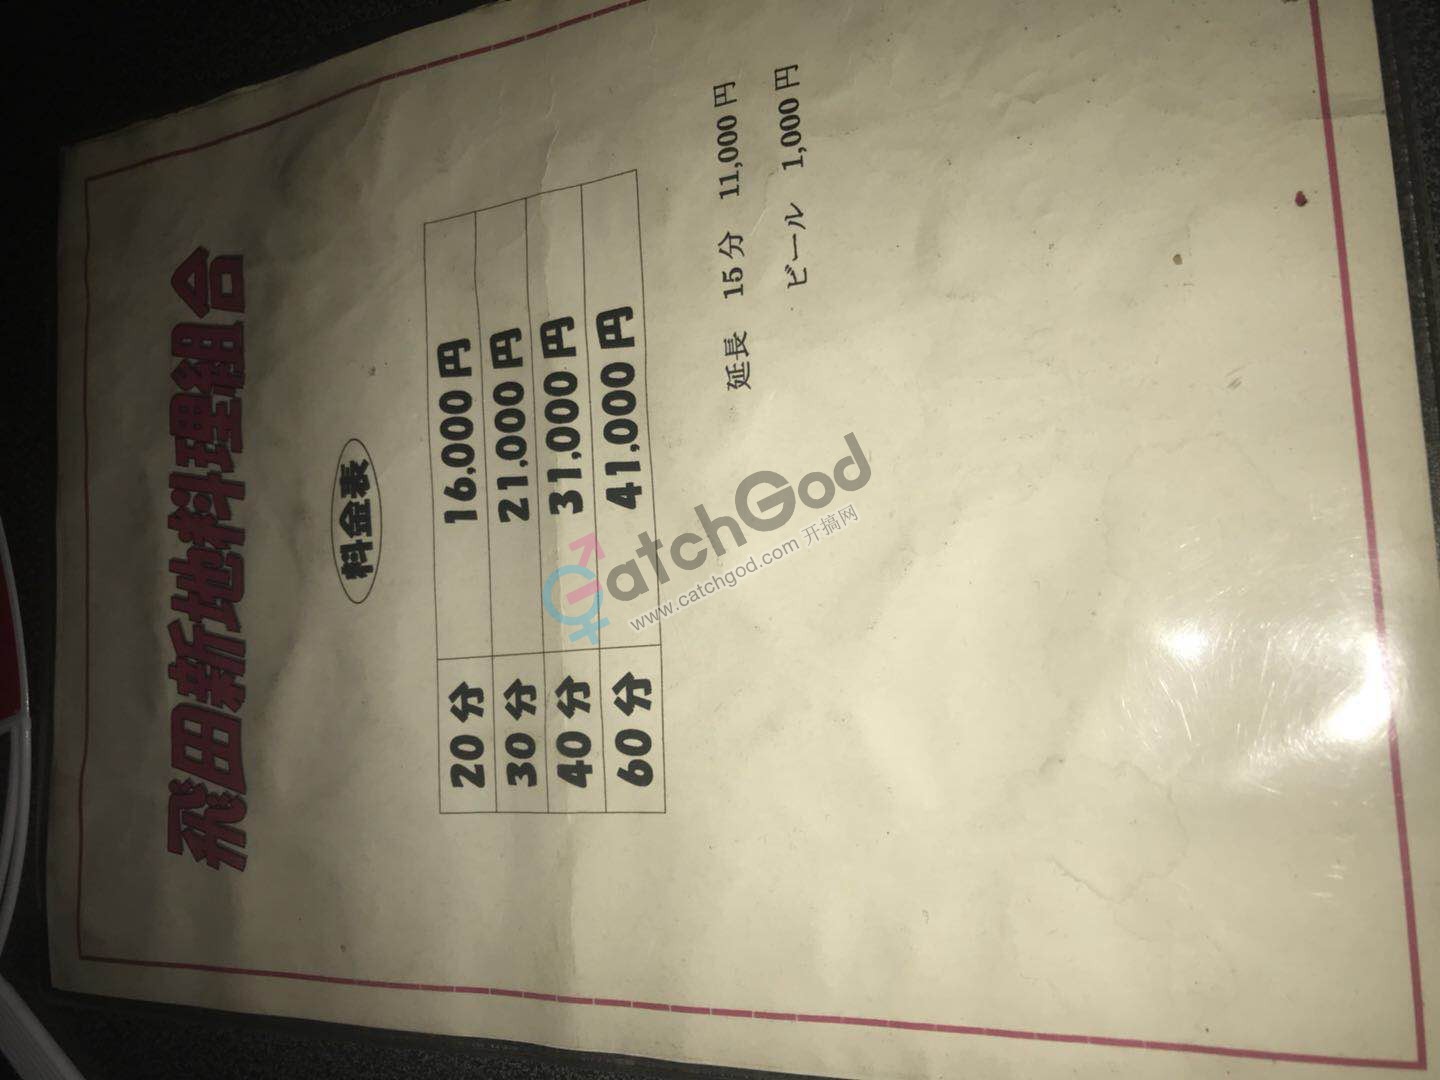 飛田新地料理組合
料金表
20分 16,000円
30分 21,000円
40分 31,000円
60分 41,000円
延長 15分 11,000円
ビール 1,000円
CatchGod
www.catchgod.com 开搞网